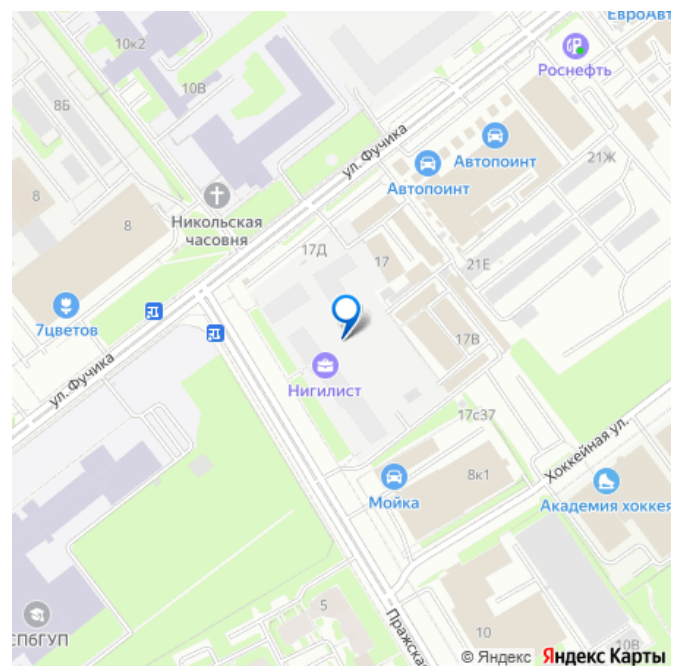 ЕвроАвт
10к2
Роснефть
10В
8Б
ул. Фучика
Автопоинт
21Ж
Автопоинт
8
Никольская
часовня
8
17Д
17
21Е
7цветов
17В
Нигилист
ул. Фучика
17с37
Хоккейная ул.
8к1
Мойка
Академия хоккея
5
СПбГУП
Пражска
10
10В
© Яндекс Яндекс Карты